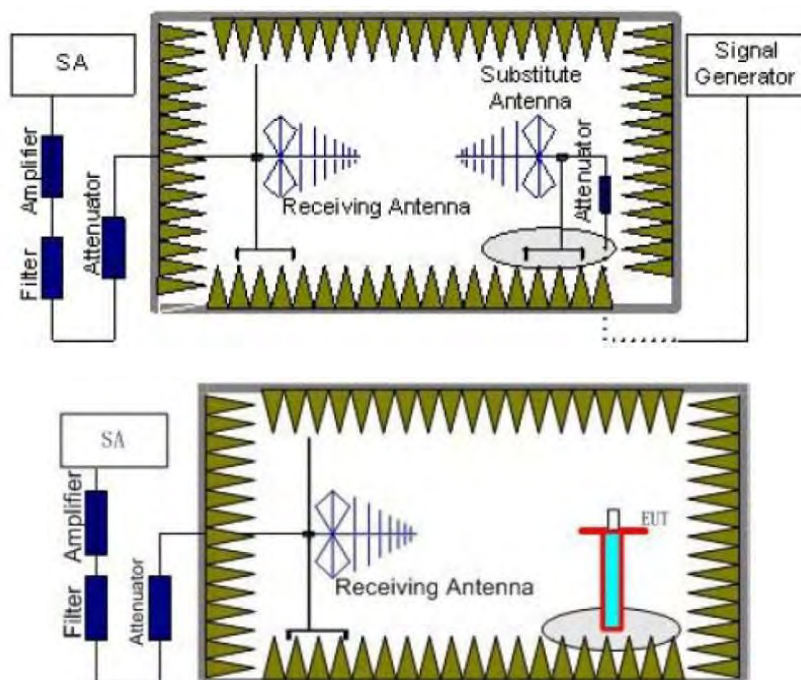 SA
Signal
Generator
Substitute
Antenna
Amplifier
Attenuator
Attenuator
Receiving Antenna
Filter
SA
Amplifier
EUT
Filter
Attenuator
Receiving Antenna